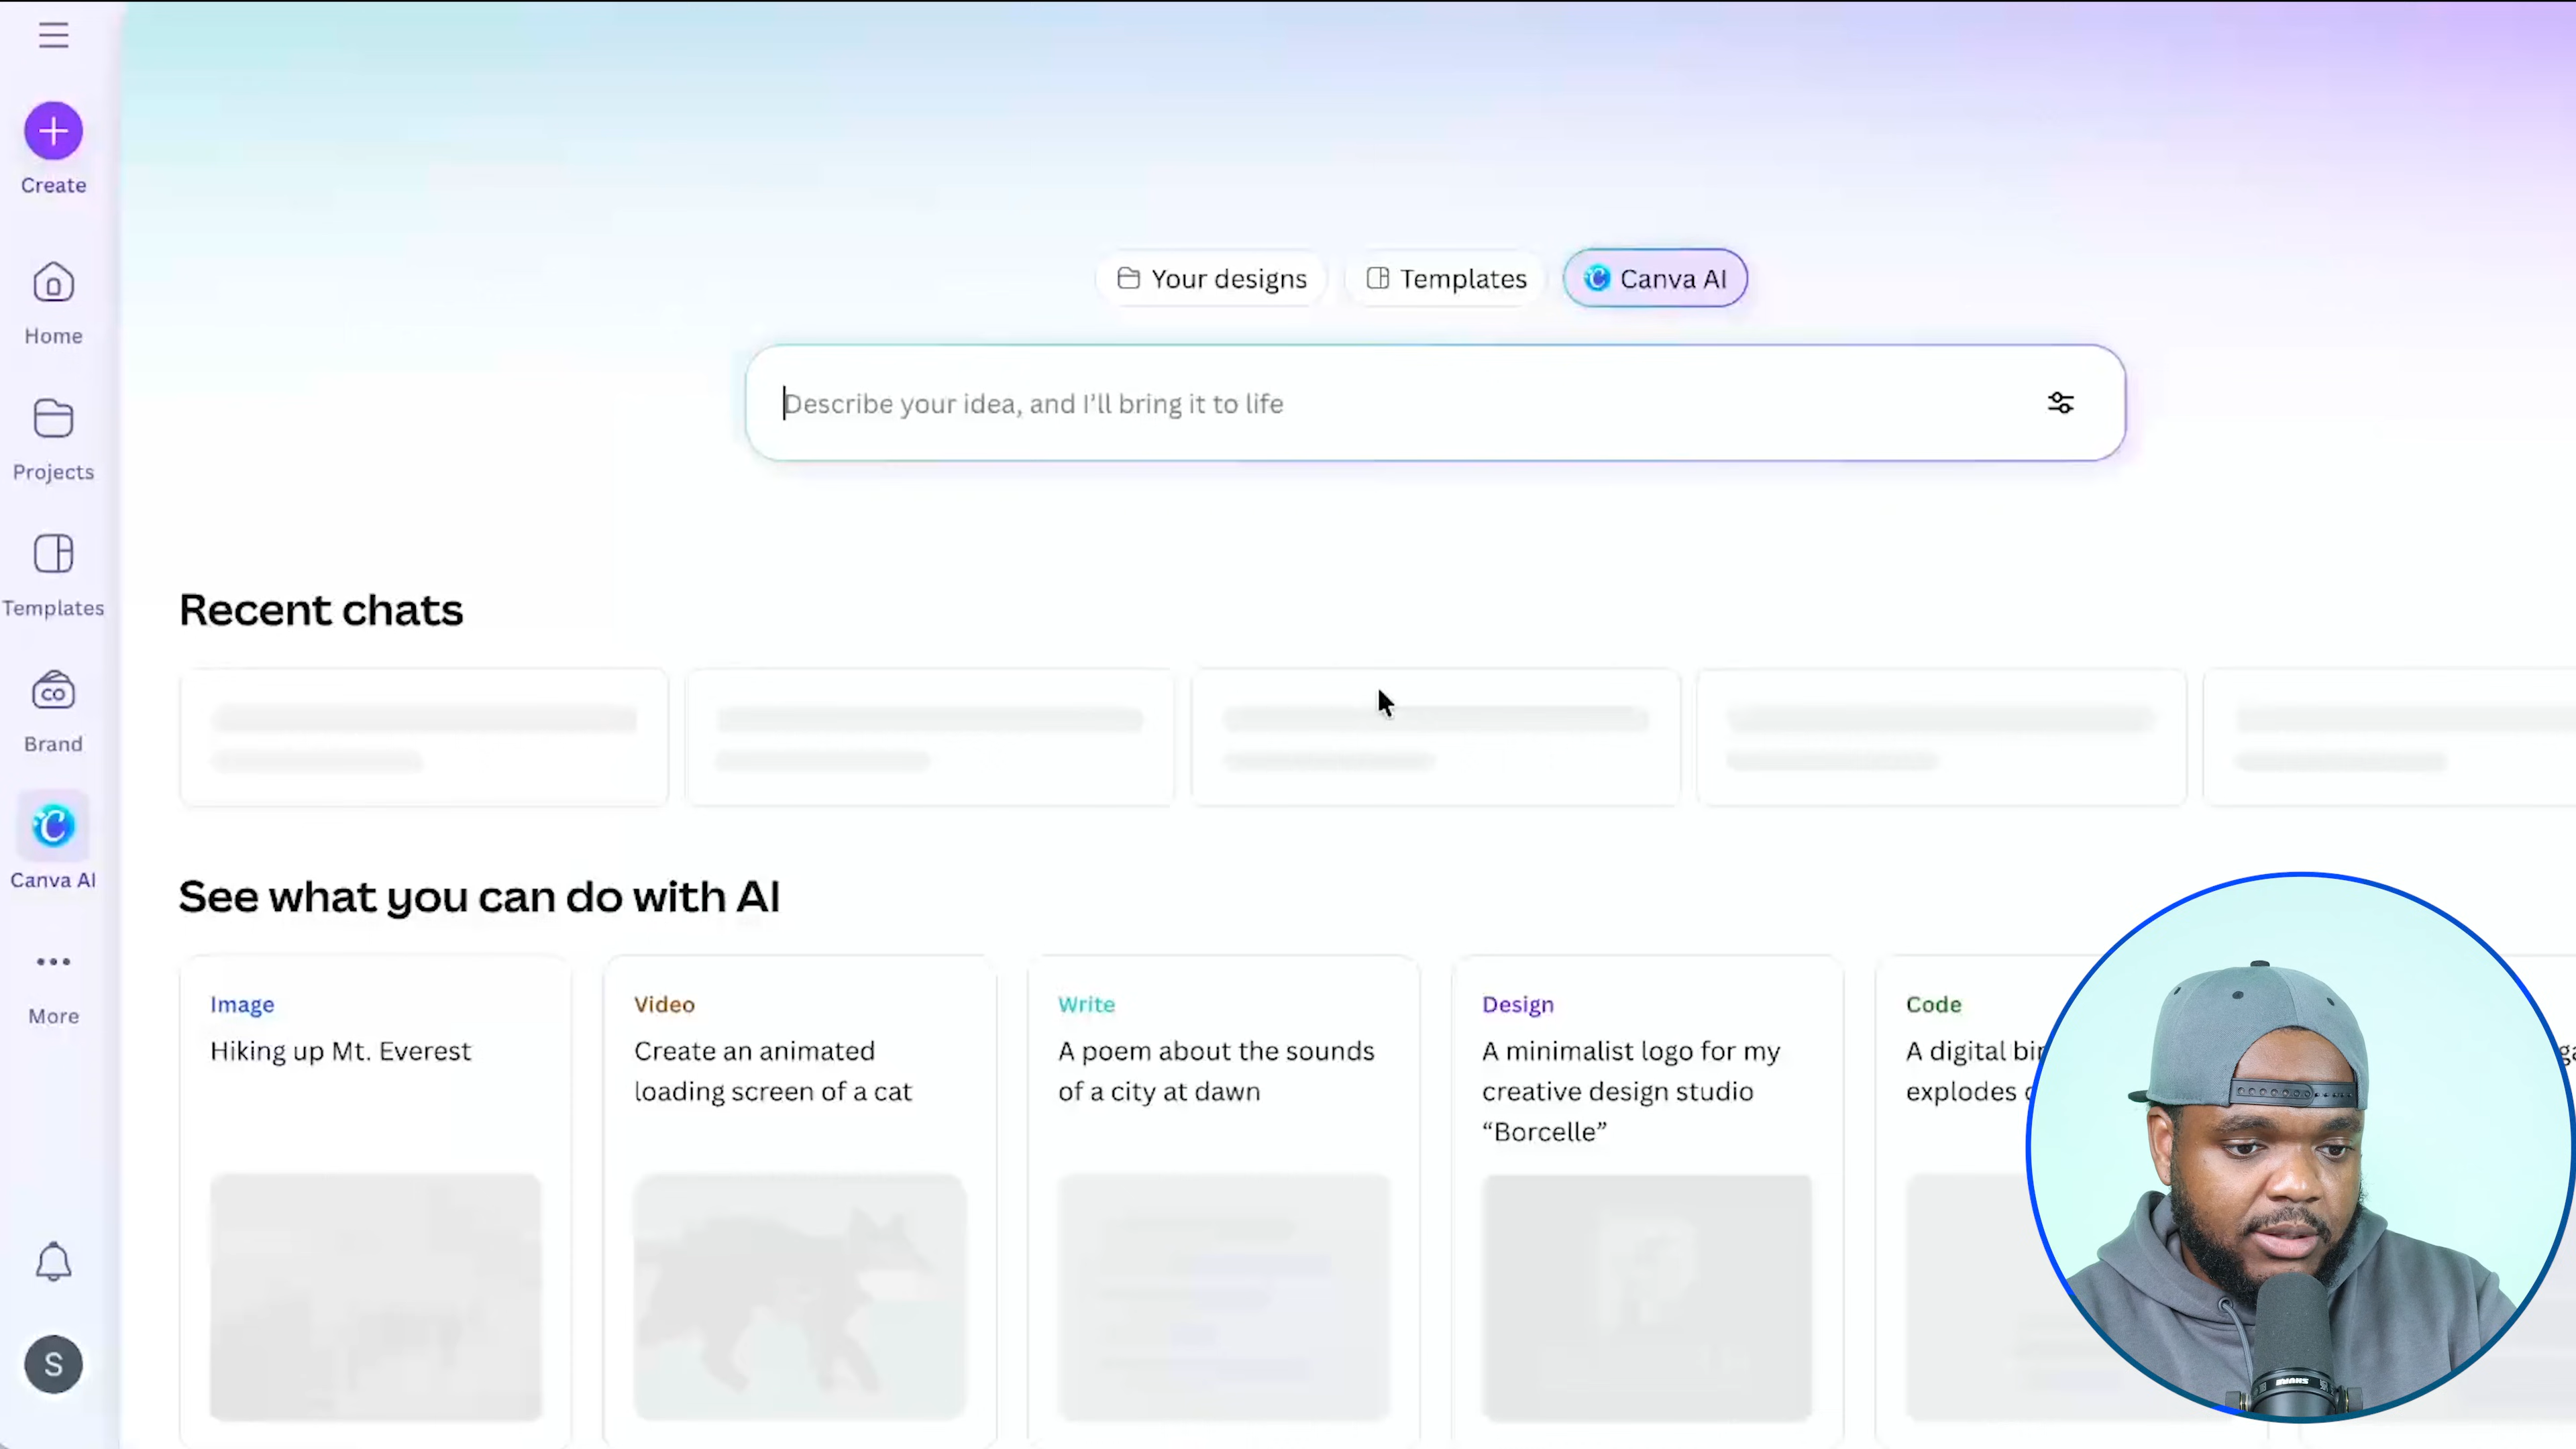 Create
Home
Projects
Templates
Brand
Canva AI
More
S
Your designs
Templates
Canva AI
Describe your idea, and I'll bring it to life
Recent chats
See what you can do with AI
Image
Hiking up Mt. Everest
Video
Create an animated
loading screen of a cat
Write
A poem about the sounds
of a city at dawn
Design
A minimalist logo for my
creative design studio
“Borcelle”
Code
A digital
explodes